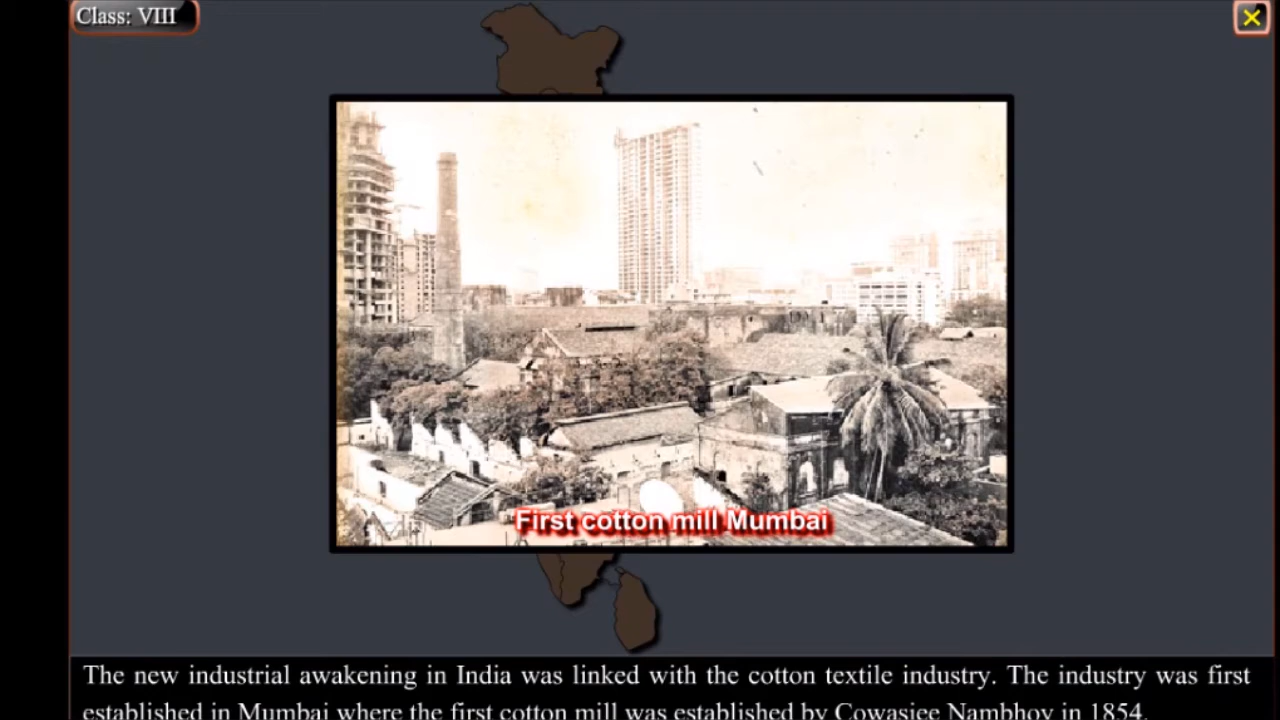 Class: VIII
First cotton mill Mumbai
The new industrial awakening in India was linked with the cotton textile industry. The industry was first
established in Mumbai where the first cotton mill was established by Cowasjee Nambhoy in 1854.